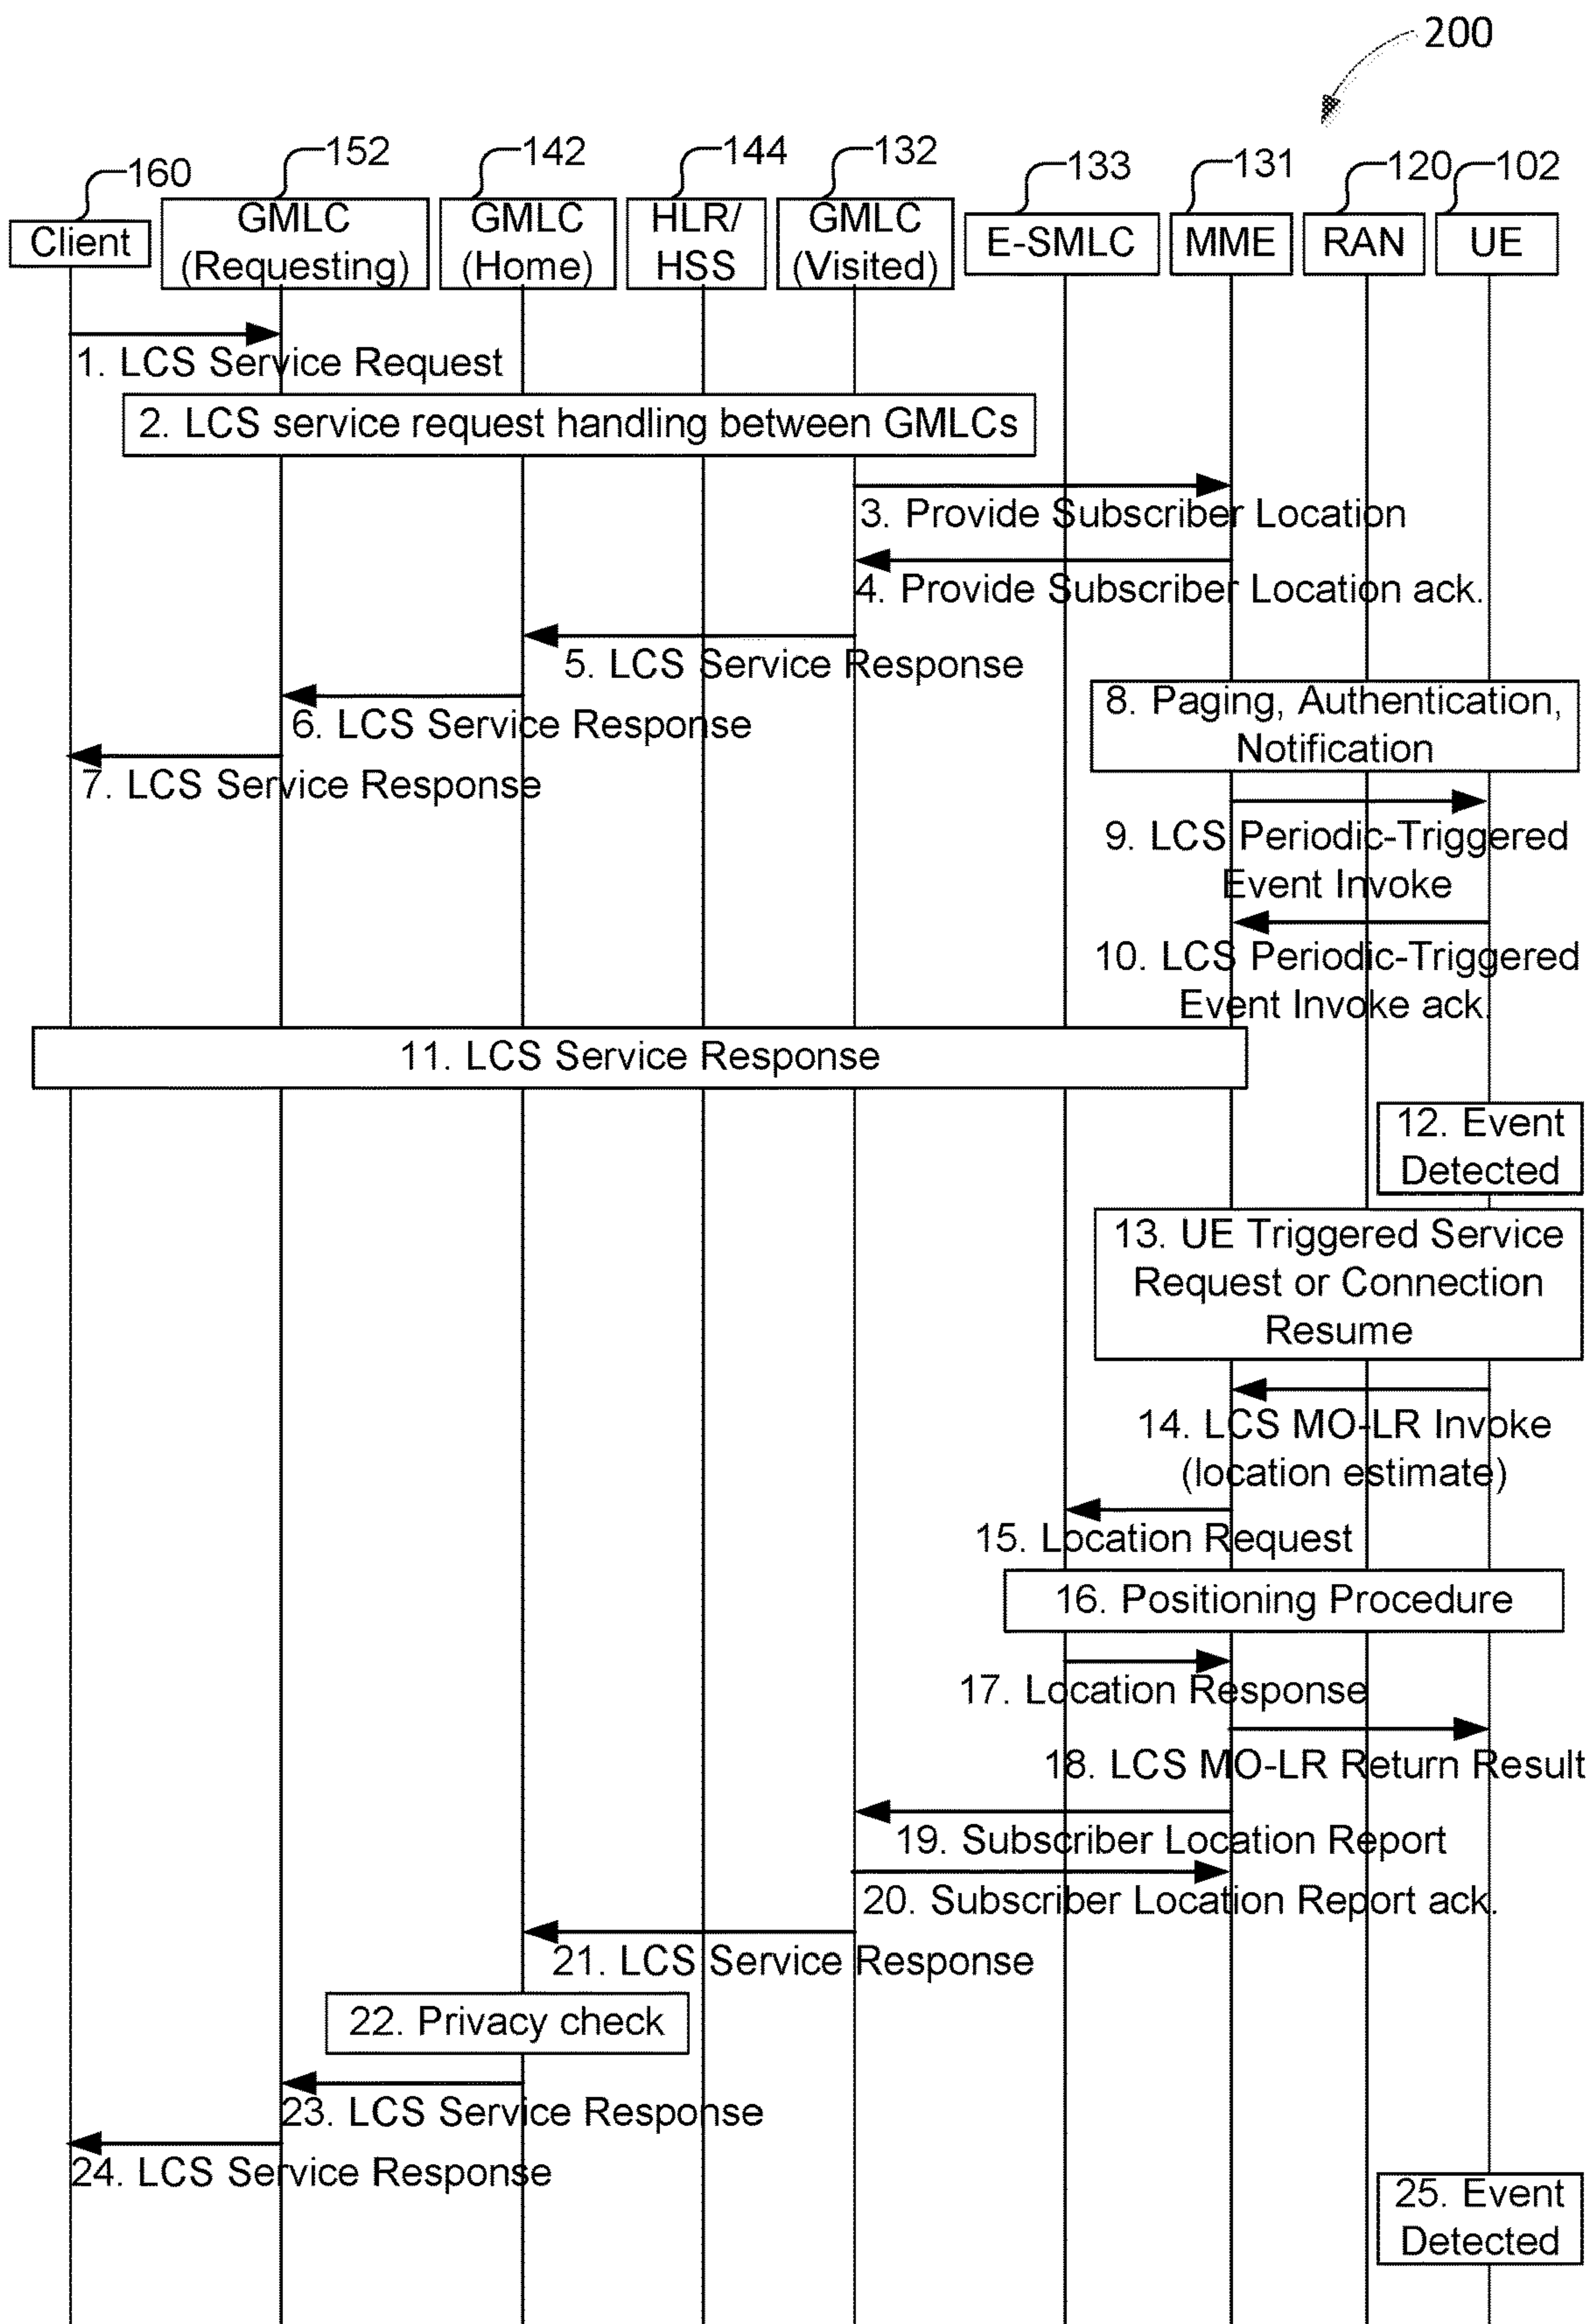 200
160
152
142
144
132
133
131
120
102
Client
GMLC
(Requesting)
GMLC
(Home)
HLR/
HSS
GMLC
(Visited)
E-SMLC
MME
RAN
UE
1. LCS Service Request
2. LCS service request handling between GMLCs
3. Provide Subscriber Location
4. Provide Subscriber Location ack.
5. LCS Service Response
6. LCS Service Response
7. LCS Service Response
8. Paging, Authentication,
Notification
9. LCS Periodic-Triggered
Event Invoke
10. LCS Periodic-Triggered
Event Invoke ack.
11. LCS Service Response
12. Event
Detected
13. UE Triggered Service
Request or Connection
Resume
14. LCS MO-LR Invoke
(location estimate)
15. Location Request
16. Positioning Procedure
17. Location Response
18. LCS MO-LR Return Result
19. Subscriber Location Report
20. Subscriber Location Report ack.
21. LCS Service Response
22. Privacy check
23. LCS Service Response
24. LCS Service Response
25. Event
Detected